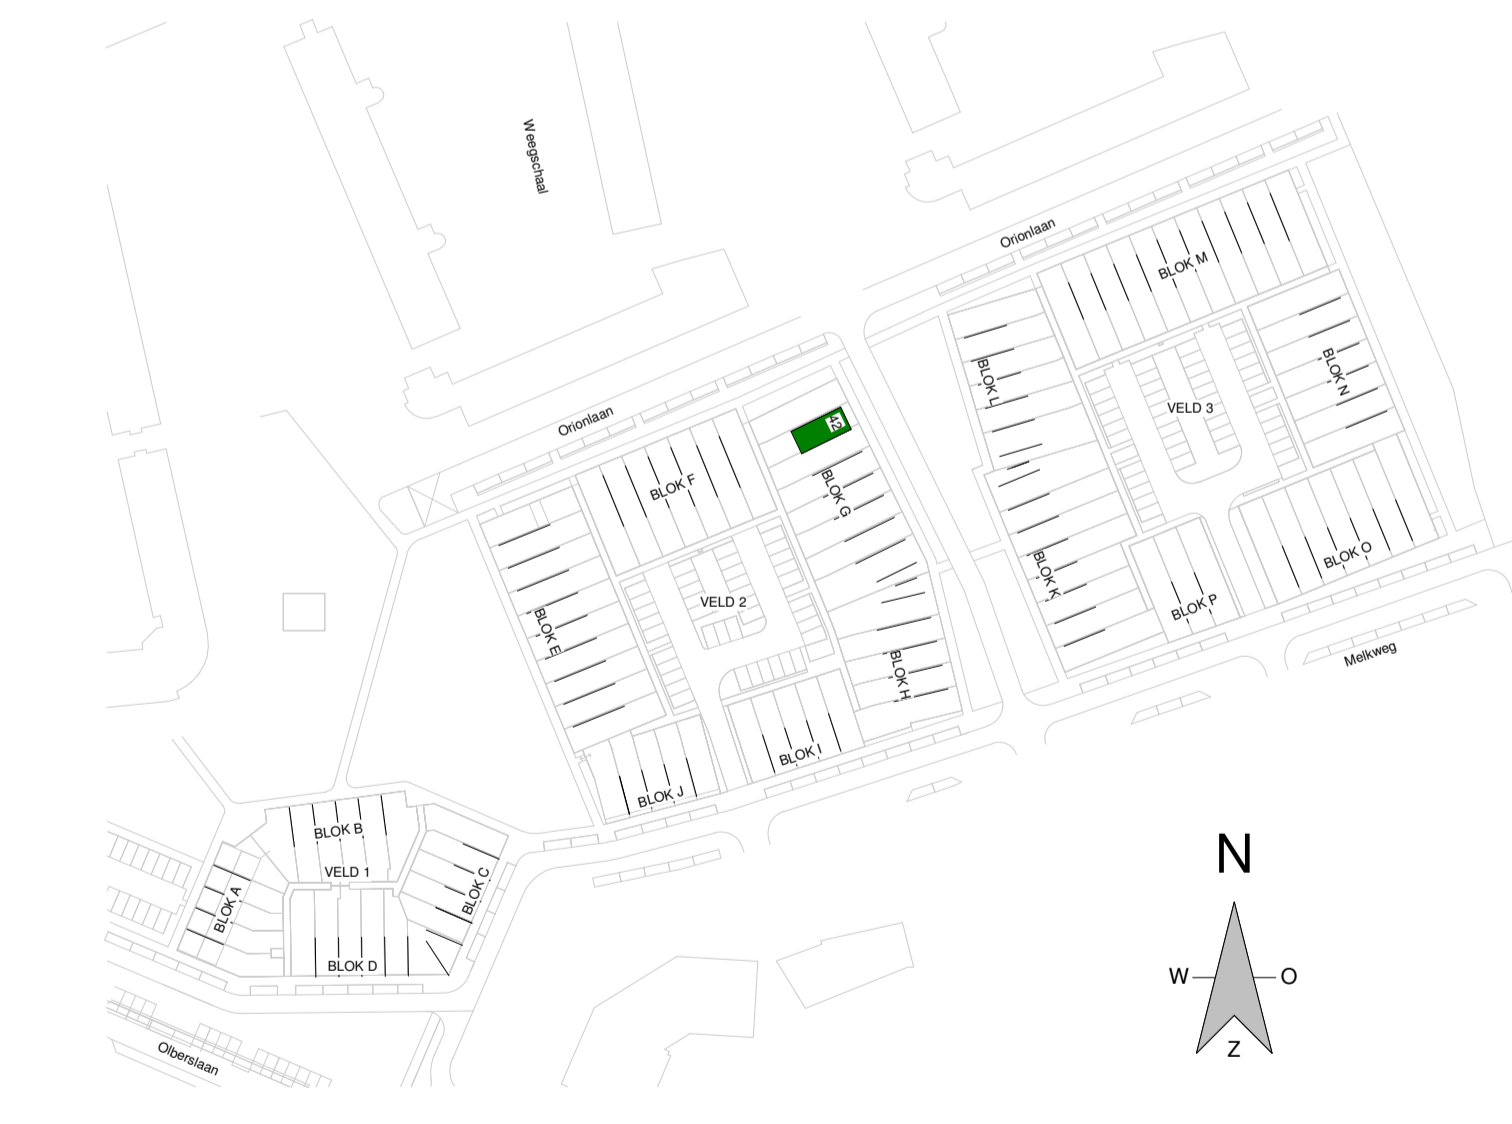 Weegschaal
Orionlaan
BLOK M
BLOK L
BLOK N
VELD 3
Orionlaan
42
BLOK F
BLOK G
BLOK K
BLOK O
BLOK P
VELD 2
BLOK E
BLOK H
Melkweg
BLOK I
BLOK J
BLOK B
VELD 1
BLOK C
BLOK A
BLOK D
Olberslaan
N
W
O
Z